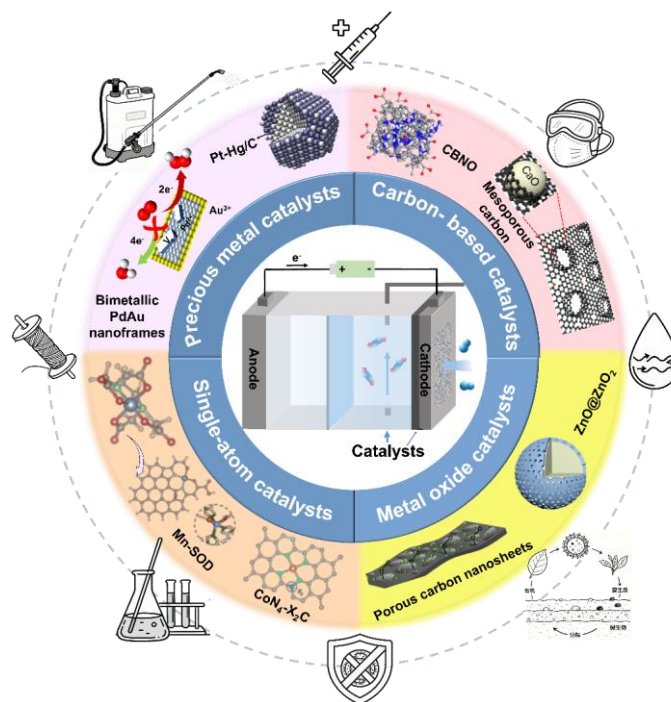 Pt-Hg/C
2e-
Au³⁺
4e-
Bimetallic
PdAu
nanoframes
Precious metal catalysts
CBNO
CaO
Mesoporous
carbon
Carbon- based catalysts
e-
+
-
Anode
Cathode
Catalysts
Single-atom catalysts
Mn-SOD
CoN₄-X₂C
Metal oxide catalysts
ZnO@ZnO₂
Porous carbon nanosheets